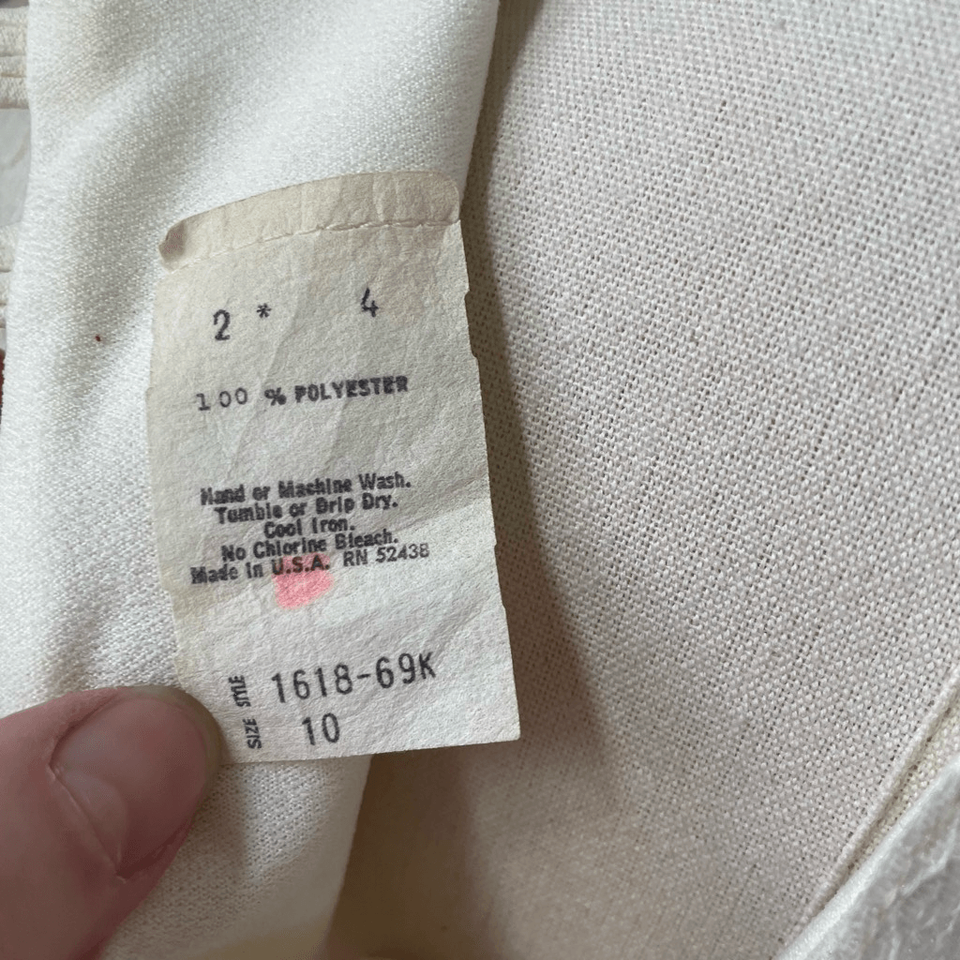 2 * 4
100 % POLYESTER
Hand or Machine Wash.
Tumble or Drip Dry.
Cool Iron.
No Chlorine Bleach.
Made in U.S.A. RN 52438
STYLE 1618-69K
SIZE 10